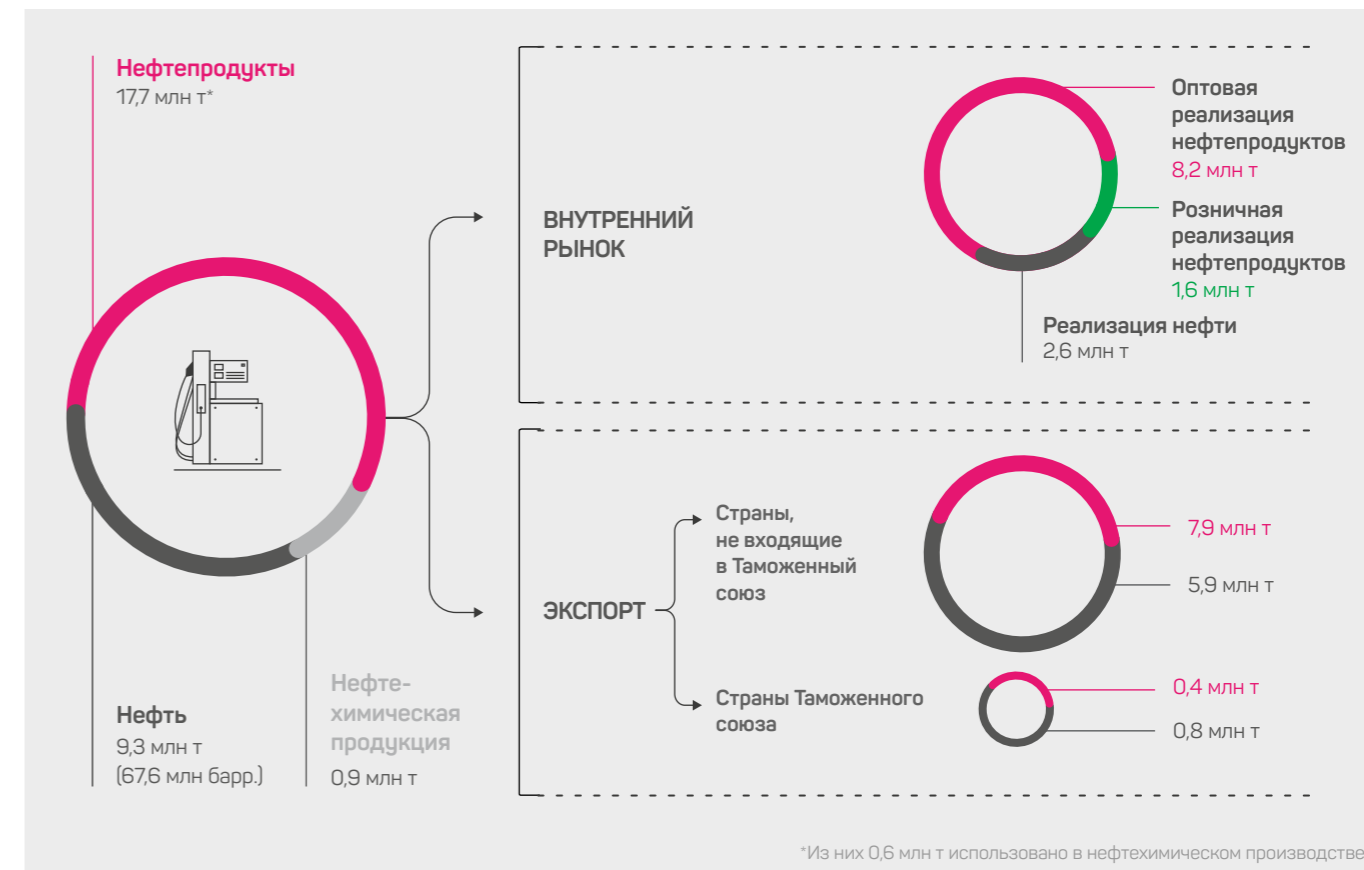 Нефтепродукты
17,7 млн т*
Оптовая
реализация
нефтепродуктов
8,2 млн т
Розничная
реализация
нефтепродуктов
1,6 млн т
ВНУТРЕННИЙ
РЫНОК
Реализация нефти
2,6 млн т
Страны,
не входящие
в Таможенный
союз
7,9 млн т
5,9 млн т
ЭКСПОРТ
Страны Таможенного
союза
0,4 млн т
0,8 млн т
Нефть
9,3 млн т
(67,6 млн барр.)
Нефте-
химическая
продукция
0,9 млн т
*Из них 0,6 млн т использовано в нефтехимическом производстве